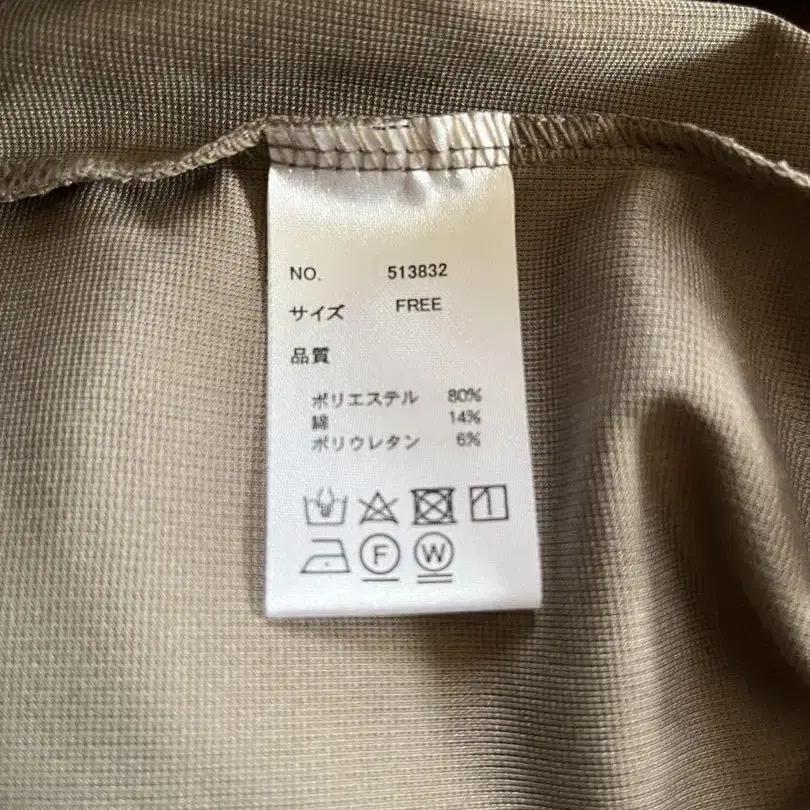 NO. 513832
サイズ FREE
品質
ポリエステル 80%
綿 14%
ポリウレタン 6%
F W